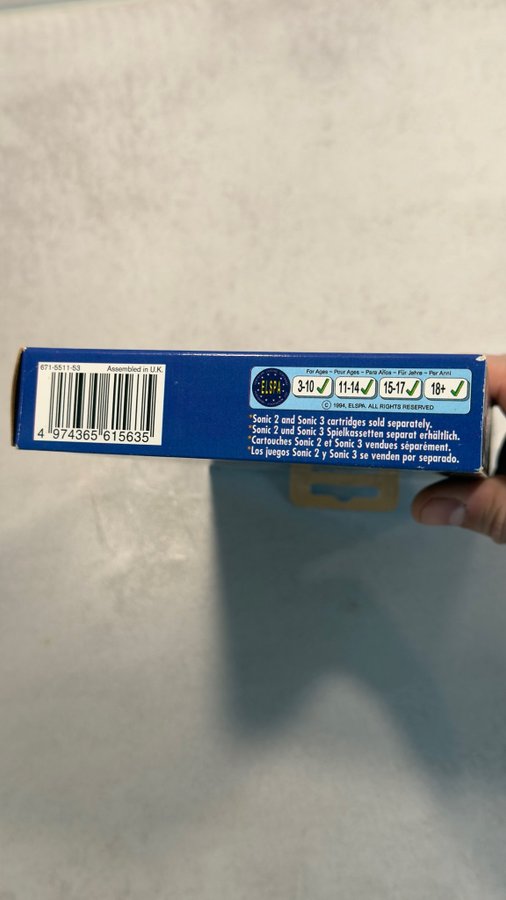 671-5511-53 Assembled in U.K.
4 974365 615635
For Ages ~ Pour Ages ~ Para Años ~ Für Jahre ~ Per Anni
ELSPA 3-10 11-14 15-17 18+
© 1994, ELSPA. ALL RIGHTS RESERVED
*Sonic 2 and Sonic 3 cartridges sold separately.
*Sonic 2 und Sonic 3 Spielkassetten separat erhältlich.
*Cartouches Sonic 2 et Sonic 3 vendues séparément.
*Los juegos Sonic 2 y Sonic 3 se venden por separado.